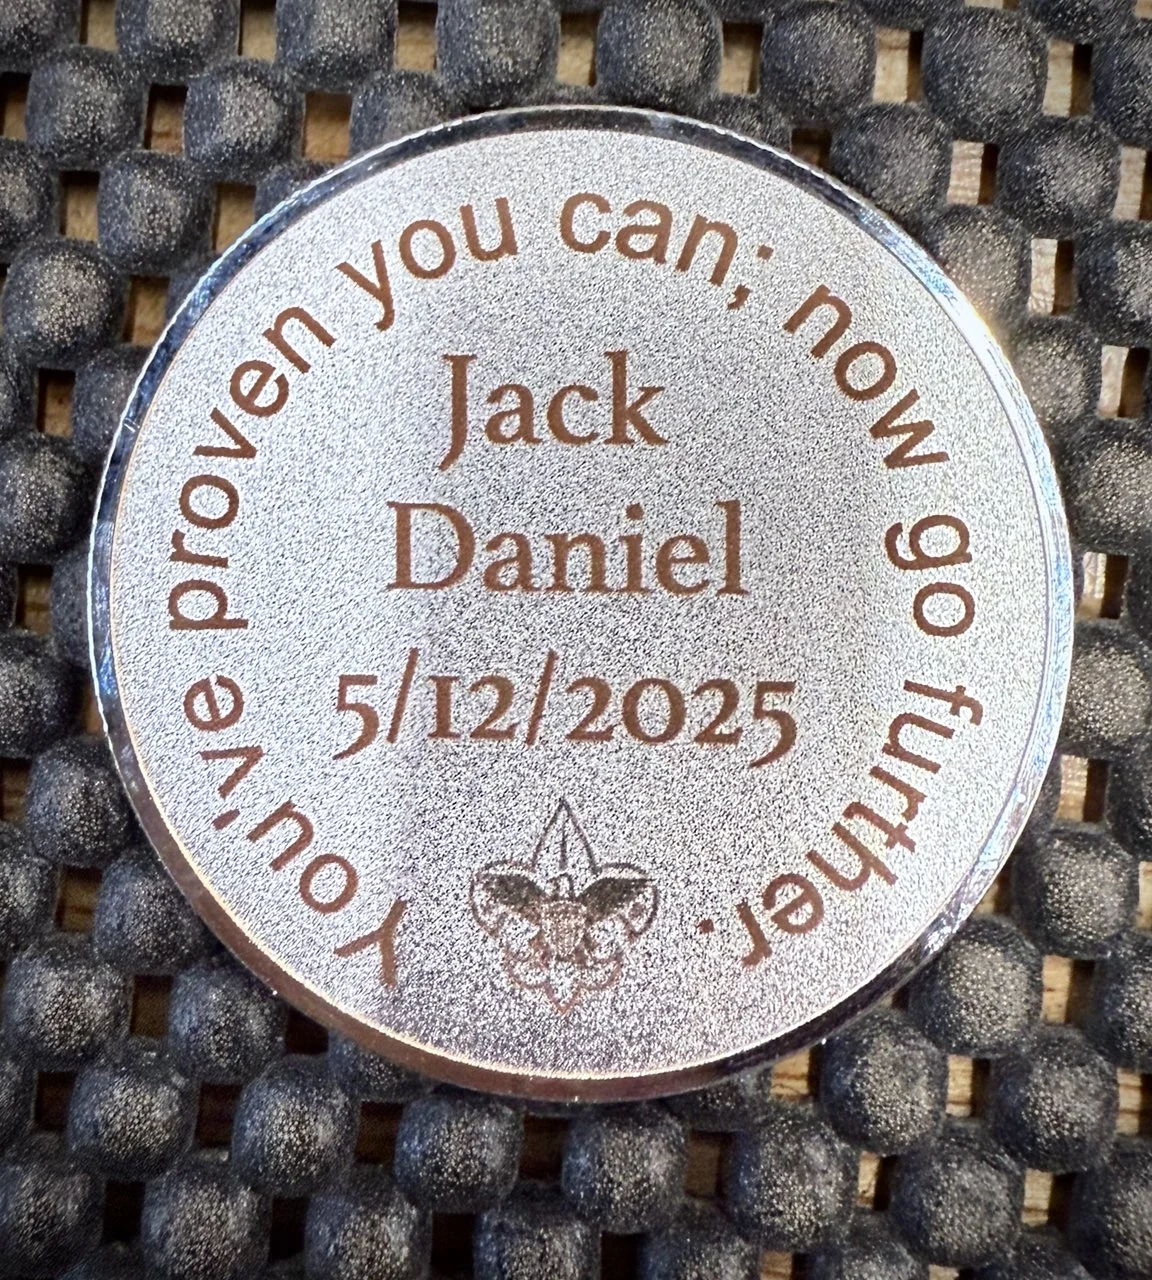 You've proven you can; now go further.
Jack
Daniel
5/12/2025